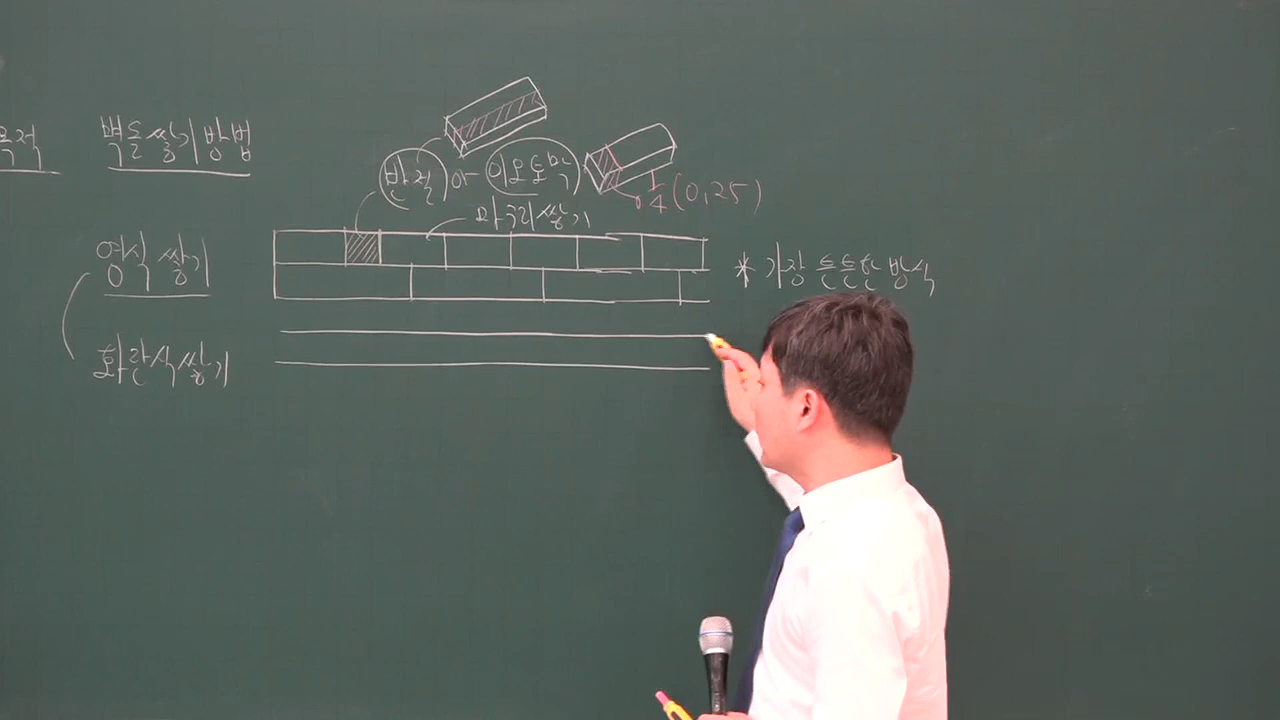 벽돌쌓기 방법
반절 or 이오토막
1/4 (0.25)
마구리쌓기
영식 쌓기
* 가장 튼튼한 방식
화란식 쌓기